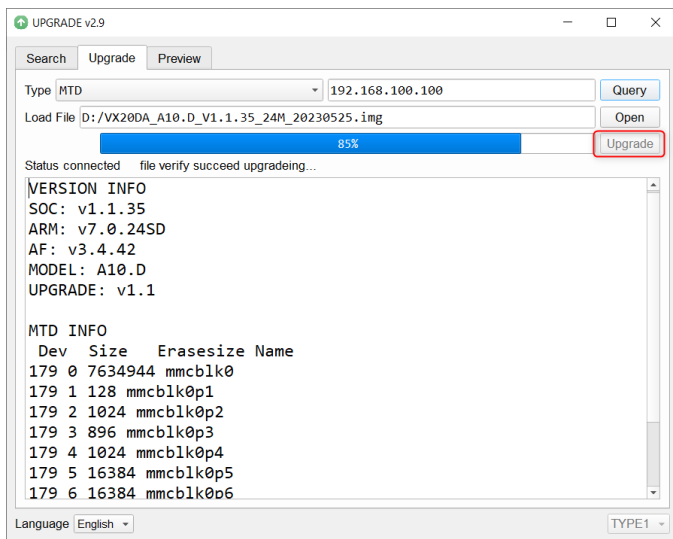 UPGRADE v2.9
Search Upgrade Preview
Type MTD 192.168.100.100 Query
Load File D:/VX20DA_A10.D_V1.1.35_24M_20230525.img Open
85% Upgrade
Status connected file verify succeed upgradeing...
VERSION INFO
SOC: v1.1.35
ARM: v7.0.24SD
AF: v3.4.42
MODEL: A10.D
UPGRADE: v1.1
MTD INFO
Dev Size Erasesize Name
179 0 7634944 mmcblk0
179 1 128 mmcblk0p1
179 2 1024 mmcblk0p2
179 3 896 mmcblk0p3
179 4 1024 mmcblk0p4
179 5 16384 mmcblk0p5
179 6 16384 mmcblk0p6
Language English TYPE1